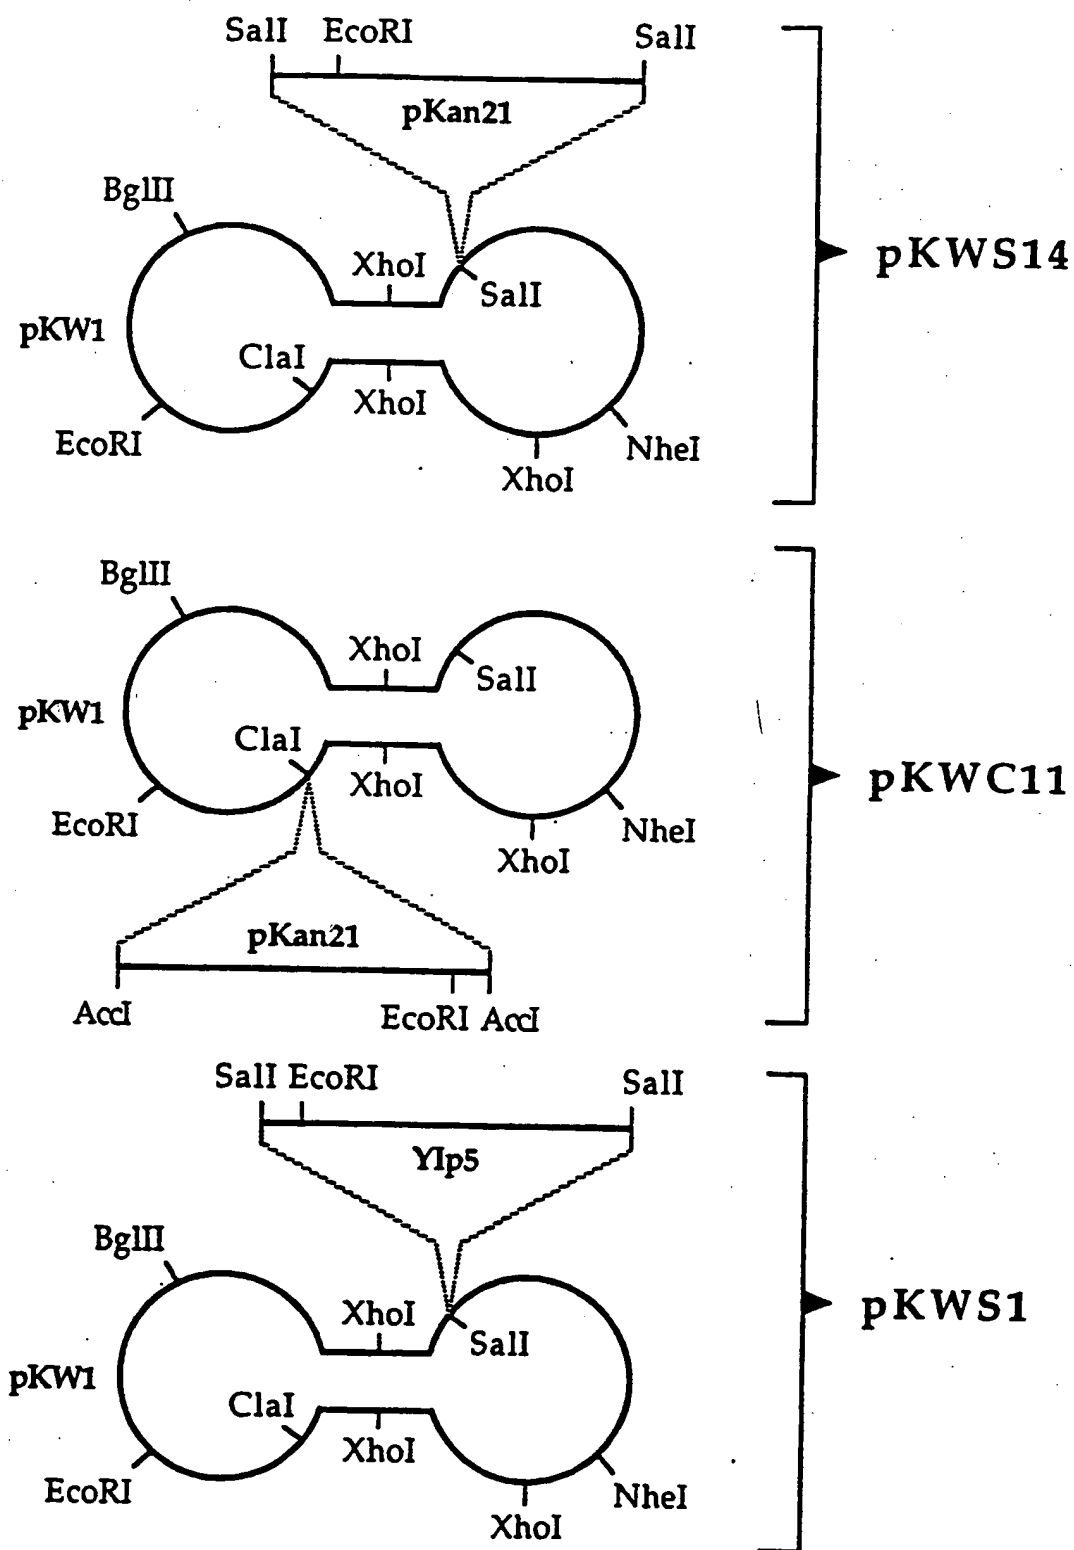 SalI EcoRI SalI
pKan21
BglII
XhoI
SalI
pKWS14
pKW1
ClaI
XhoI
EcoRI
NheI
XhoI
BglII
XhoI
SalI
pKW1
ClaI
XhoI
pKWC11
EcoRI
NheI
XhoI
pKan21
AccI EcoRI AccI
SalI EcoRI SalI
YIp5
BglII
XhoI
SalI
pKWS1
pKW1
ClaI
XhoI
EcoRI
NheI
XhoI